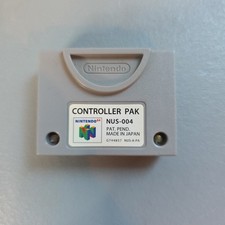 Nintendo
CONTROLLER PAK
NINTENDO 64
NUS-004
PAT. PEND.
MADE IN JAPAN